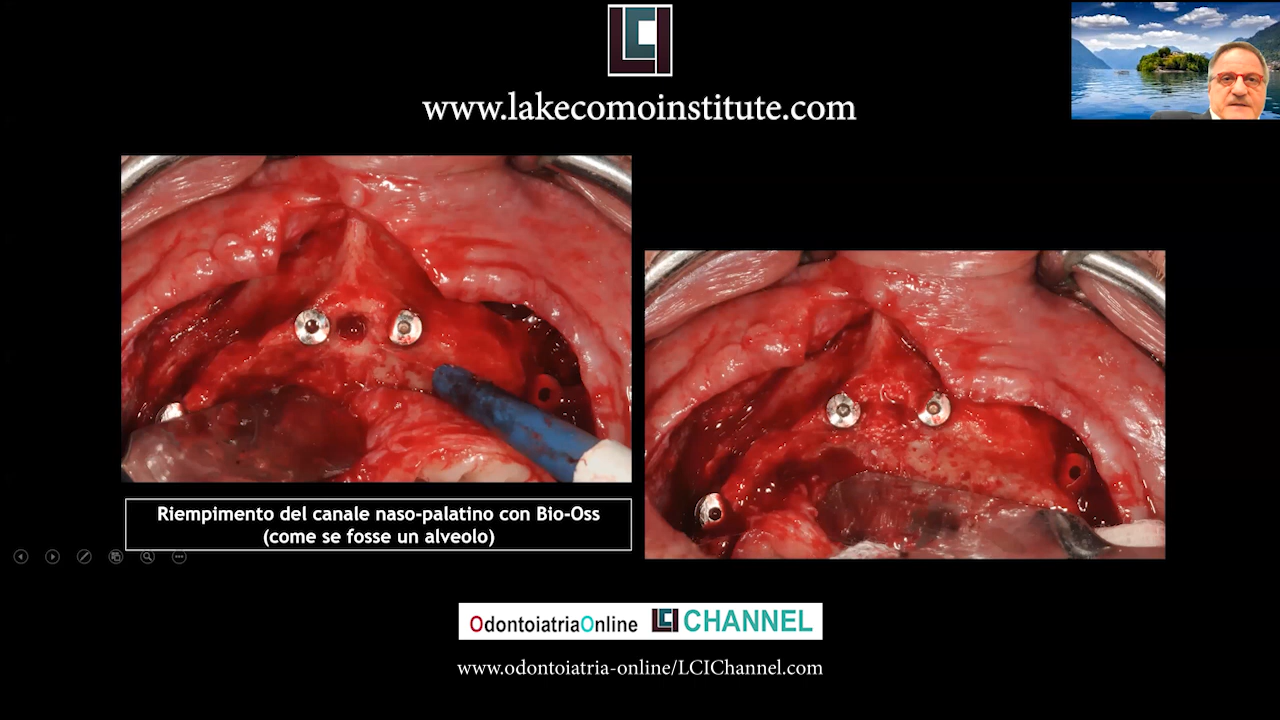 LCI
www.lakecomoinstitute.com
Riempimento del canale naso-palatino con Bio-Oss
(come se fosse un alveolo)
OdontoiatriaOnline LCI CHANNEL
www.odontoiatria-online/LCIChannel.com